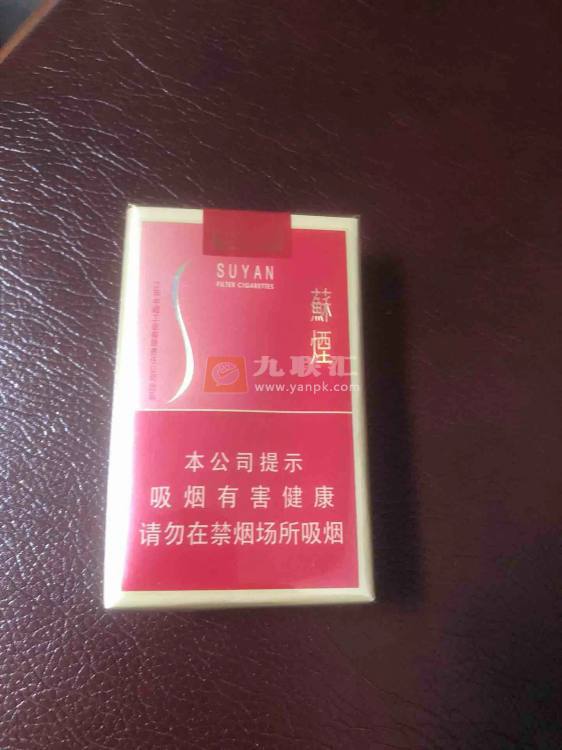 SUYAN
FILTER CIGARETTES
蘇煙
九联汇
www.yanpk.com
本公司提示
吸烟有害健康
请勿在禁烟场所吸烟